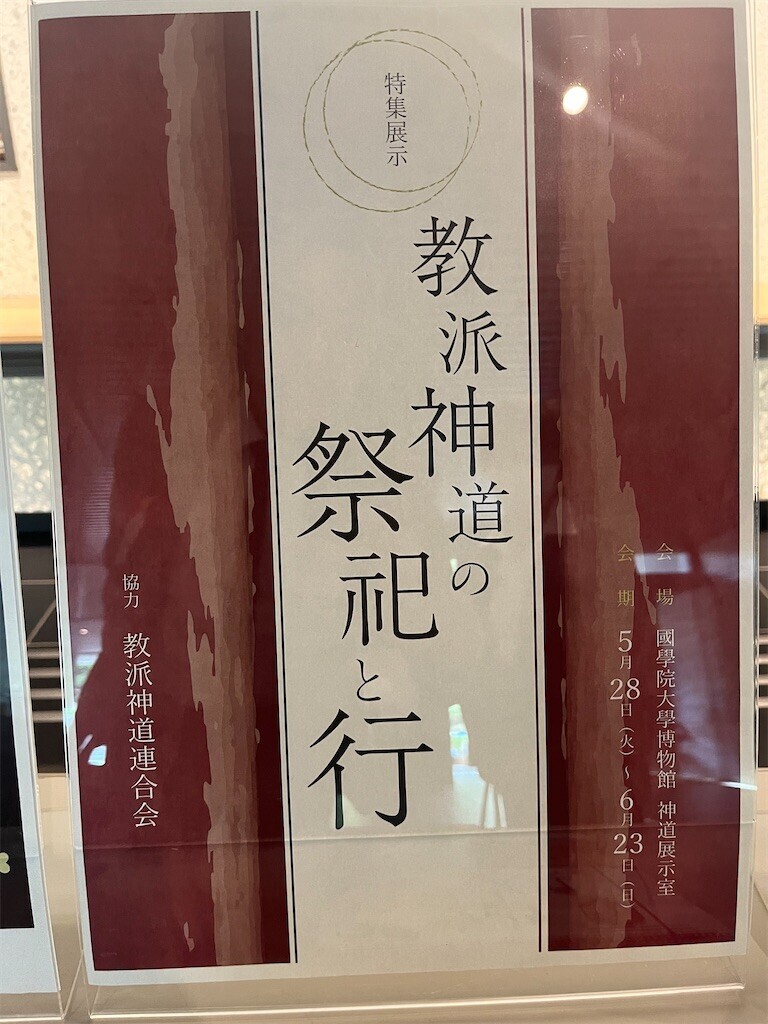 特集展示
教派神道の
祭祀と行
会場 國學院大學博物館 神道展示室
会期 5月28日(火)～6月23日(日)
協力 教派神道連合会